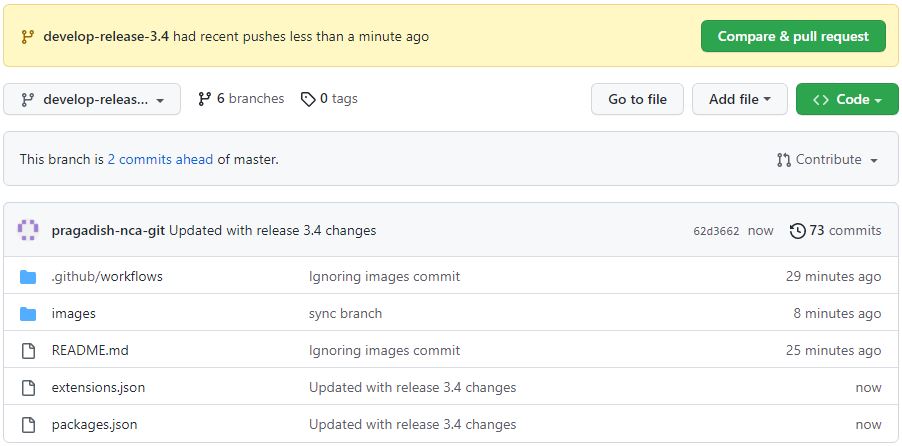 develop-release-3.4 had recent pushes less than a minute ago Compare & pull request
develop-releas... 6 branches 0 tags Go to file Add file Code
This branch is 2 commits ahead of master. Contribute
pragadish-nca-git Updated with release 3.4 changes 62d3662 now 73 commits
.github/workflows Ignoring images commit 29 minutes ago
images sync branch 8 minutes ago
README.md Ignoring images commit 25 minutes ago
extensions.json Updated with release 3.4 changes now
packages.json Updated with release 3.4 changes now